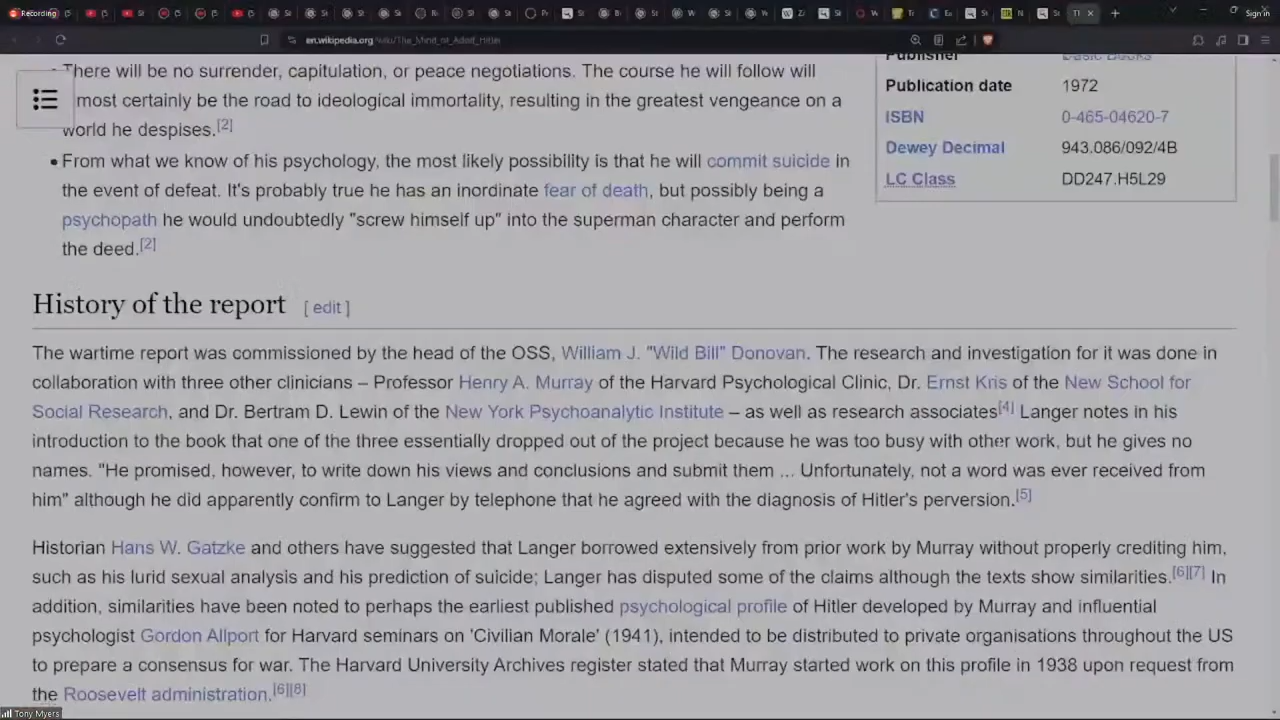 Recording
Sign in
en.wikipedia.org/wiki/The_Mind_of_Adolf_Hitler
There will be no surrender, capitulation, or peace negotiations. The course he will follow will
most certainly be the road to ideological immortality, resulting in the greatest vengeance on a
world he despises.[2]
• From what we know of his psychology, the most likely possibility is that he will commit suicide in
the event of defeat. It's probably true he has an inordinate fear of death, but possibly being a
psychopath he would undoubtedly "screw himself up" into the superman character and perform
the deed.[2]
Publisher Basic Books
Publication date 1972
ISBN 0-465-04620-7
Dewey Decimal 943.086/092/4B
LC Class DD247.H5L29
History of the report [ edit ]
The wartime report was commissioned by the head of the OSS, William J. "Wild Bill" Donovan. The research and investigation for it was done in
collaboration with three other clinicians – Professor Henry A. Murray of the Harvard Psychological Clinic, Dr. Ernst Kris of the New School for
Social Research, and Dr. Bertram D. Lewin of the New York Psychoanalytic Institute – as well as research associates[4] Langer notes in his
introduction to the book that one of the three essentially dropped out of the project because he was too busy with other work, but he gives no
names. "He promised, however, to write down his views and conclusions and submit them ... Unfortunately, not a word was ever received from
him" although he did apparently confirm to Langer by telephone that he agreed with the diagnosis of Hitler's perversion.[5]
Historian Hans W. Gatzke and others have suggested that Langer borrowed extensively from prior work by Murray without properly crediting him,
such as his lurid sexual analysis and his prediction of suicide; Langer has disputed some of the claims although the texts show similarities.[6][7] In
addition, similarities have been noted to perhaps the earliest published psychological profile of Hitler developed by Murray and influential
psychologist Gordon Allport for Harvard seminars on 'Civilian Morale' (1941), intended to be distributed to private organisations throughout the US
to prepare a consensus for war. The Harvard University Archives register stated that Murray started work on this profile in 1938 upon request from
the Roosevelt administration.[6][8]
Tony Myers